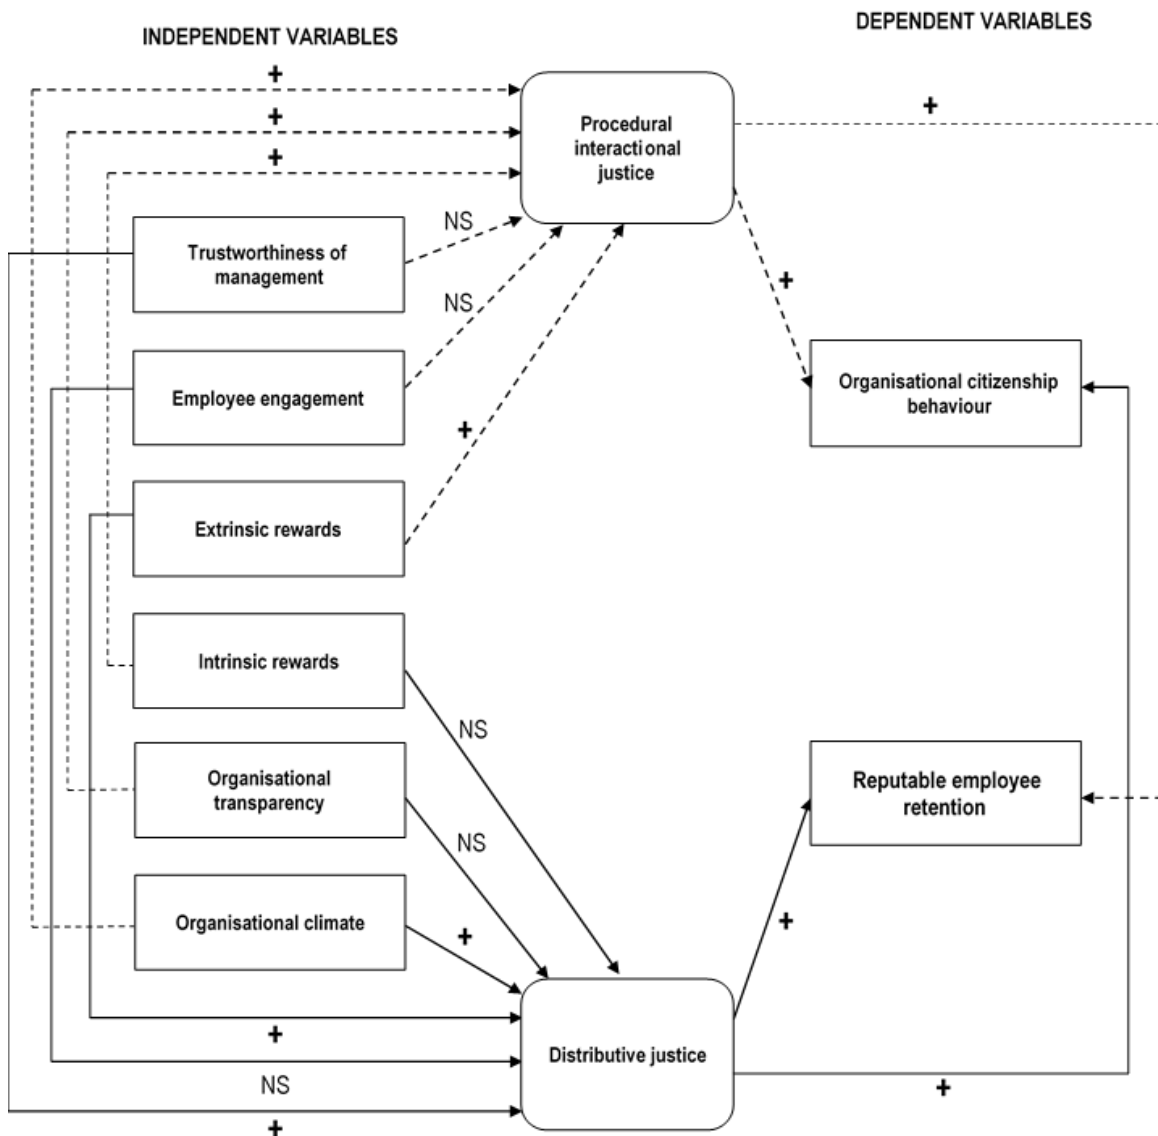 DEPENDENT VARIABLES
INDEPENDENT VARIABLES
+
+
+
+
Procedural
interactional
justice
NS
Trustworthiness of
management
+
NS
Employee engagement
Organisational citizenship
behaviour
+
Extrinsic rewards
Intrinsic rewards
NS
Organisational
transparency
Reputable employee
retention
NS
Organisational climate
+
+
+
Distributive justice
NS
+
+